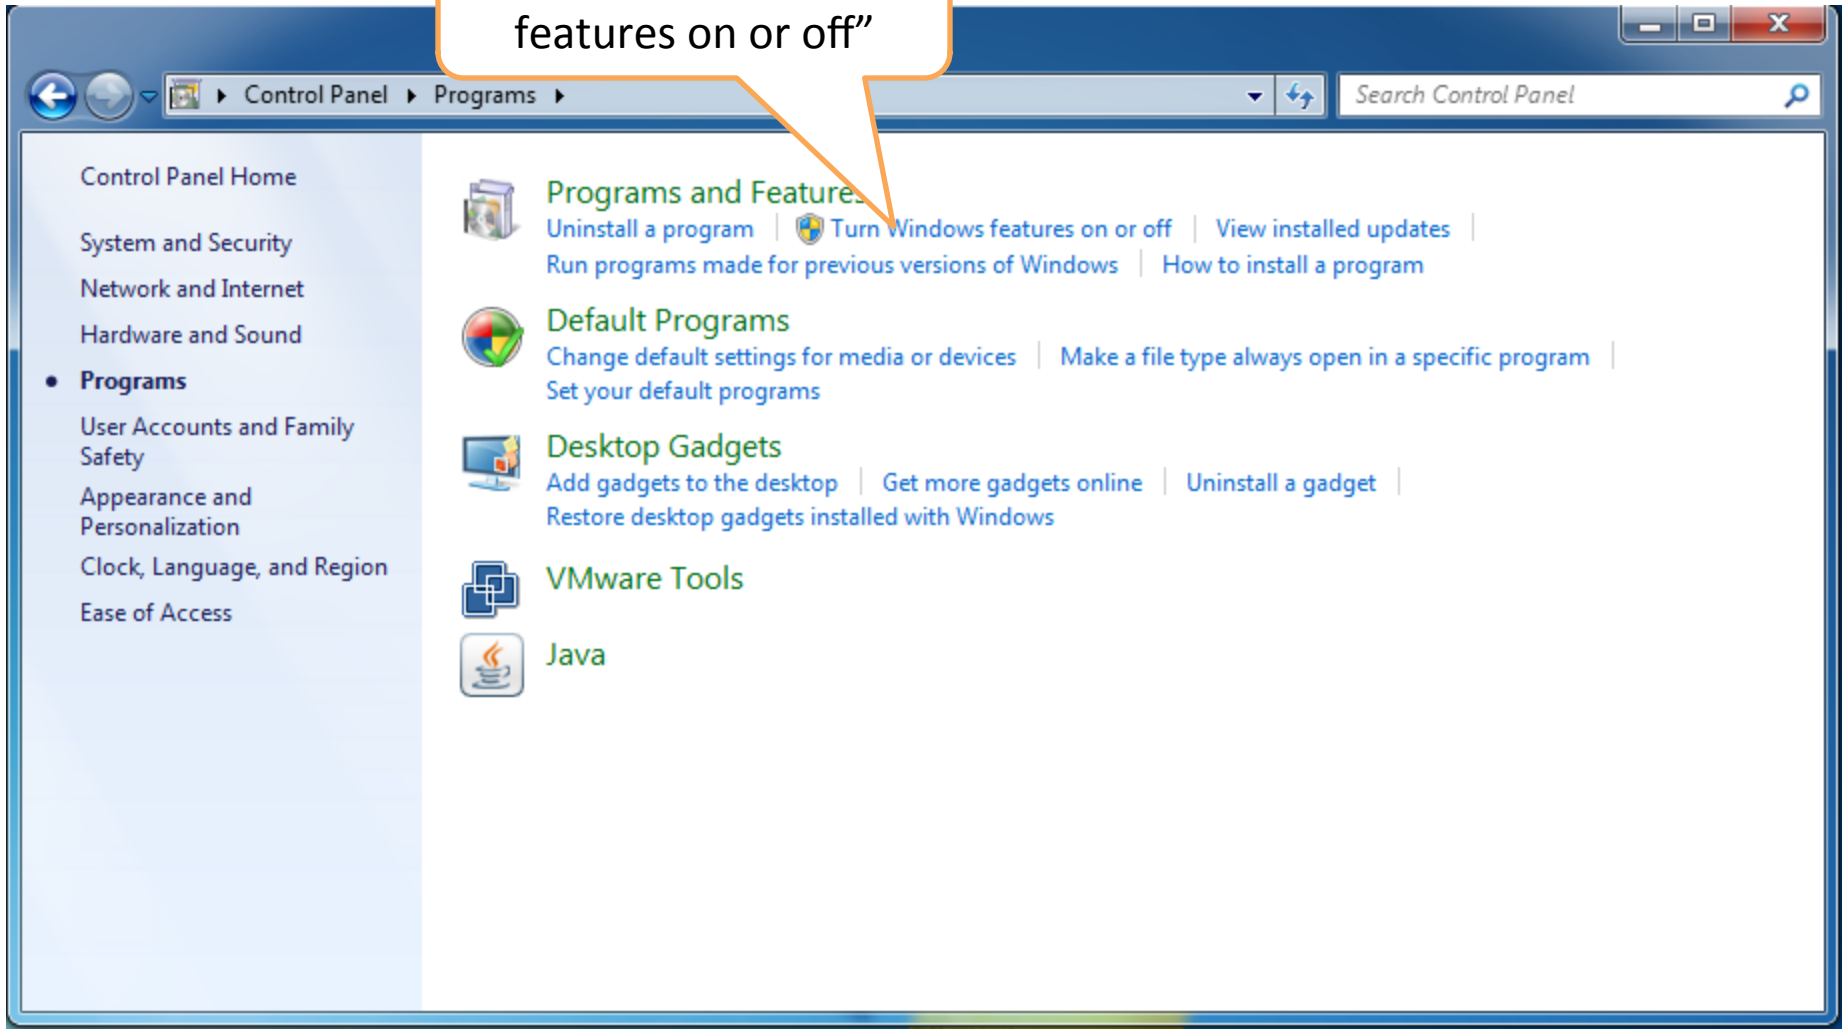 features on or off”
Control Panel Programs
Search Control Panel
Control Panel Home
System and Security
Network and Internet
Hardware and Sound
Programs
User Accounts and Family
Safety
Appearance and
Personalization
Clock, Language, and Region
Ease of Access
Programs and Features
Uninstall a program Turn Windows features on or off View installed updates
Run programs made for previous versions of Windows How to install a program
Default Programs
Change default settings for media or devices Make a file type always open in a specific program
Set your default programs
Desktop Gadgets
Add gadgets to the desktop Get more gadgets online Uninstall a gadget
Restore desktop gadgets installed with Windows
VMware Tools
Java